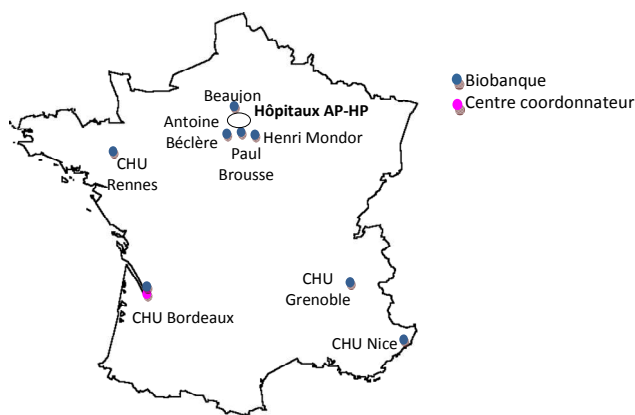 Beaujon
Hôpitaux AP-HP
Antoine
Béclère
Henri Mondor
Paul
Brousse
CHU
Rennes
CHU
Grenoble
CHU Bordeaux
CHU Nice
Biobanque
Centre coordonnateur